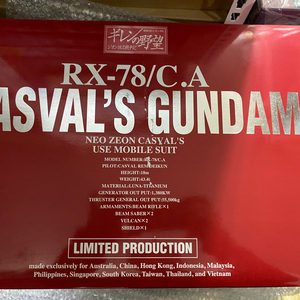 ギレンの野望
RX-78/C.A
ASVAL'S GUNDAM
NEO ZEON CASVAL'S
USE MOBILE SUIT
MODEL NUMBER:RX-78/C.A
PILOT:CASVAL REM DEIKUN
HEIGHT:18m
WEIGHT:43.4t
MATERIAL:LUNA-TITANIUM
GENERATOR OUT PUT:1,380KW
THRUSTER GENERAL OUT PUT:55,500kg
ARMAMENTS:BEAM RIFLE×1
BEAM SABER×2
VULCAN×2
SHIELD×1
LIMITED PRODUCTION
made exclusively for Australia, China, Hong Kong, Indonesia, Malaysia,
Philippines, Singapore, South Korea, Taiwan, Thailand, and Vietnam